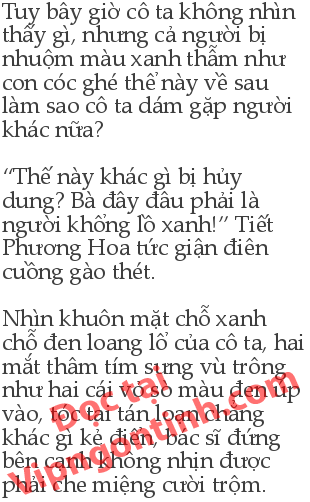 Tuy bây giờ cô ta không nhìn
thấy gì, nhưng cả người bị
nhuộm màu xanh thẫm như
con cóc ghé thể này về sau
làm sao cô ta dám gặp người
khác nữa?
“Thế này khác gì bị hủy
dung? Bà đây đâu phải là
người khổng lồ xanh!” Tiết
Phương Hoa tức giận điên
cuồng gào thét.
Nhìn khuôn mặt chỗ xanh
chỗ đen loang lổ của cô ta, hai
mắt thâm tím sưng vù trông
như hai cái vỏ sò màu đen úp
vào, tóc tai tán loạn chẳng
khác gì kẻ điên, bác sĩ đứng
bên cạnh không nhịn được
phải che miệng cười trộm.
Đọc tại
Vipngontinh.com